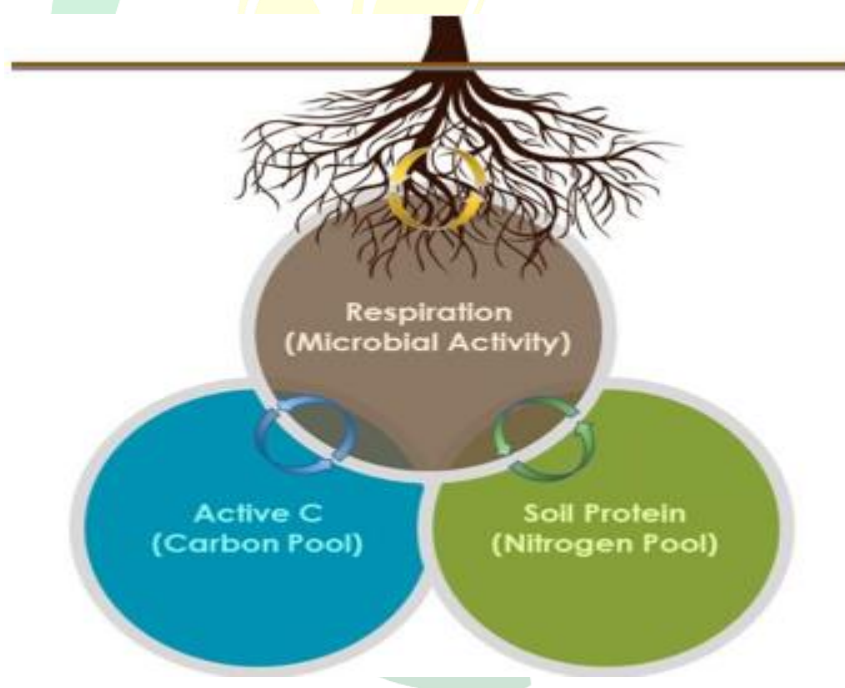 Respiration
(Microbial Activity)
Active C
(Carbon Pool)
Soil Protein
(Nitrogen Pool)